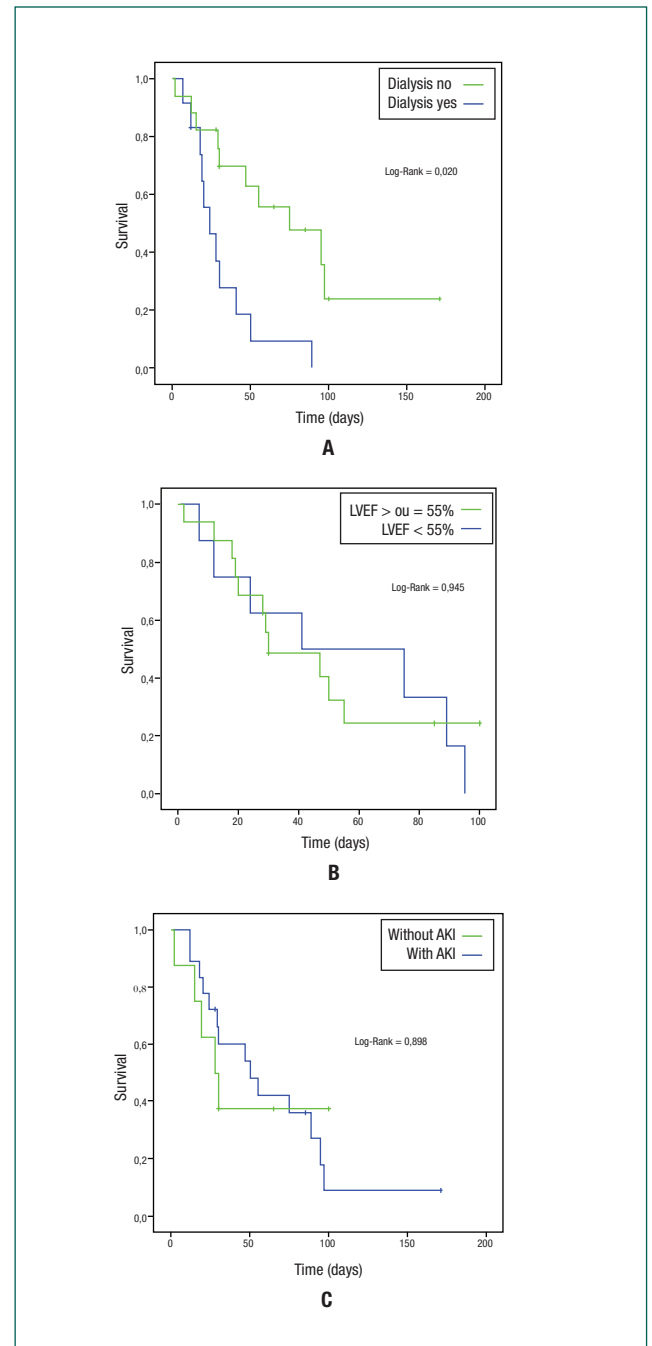 Dialysis no
Dialysis yes
Log-Rank = 0,020
Survival
1,0
0,8
0,6
0,4
0,2
0,0
0 50 100 150 200
Time (days)
A
LVEF > ou = 55%
LVEF < 55%
Log-Rank = 0,945
Survival
1,0
0,8
0,6
0,4
0,2
0,0
0 20 40 60 80 100
Time (days)
B
Without AKI
With AKI
Log-Rank = 0,898
Survival
1,0
0,8
0,6
0,4
0,2
0,0
0 50 100 150 200
Time (days)
C